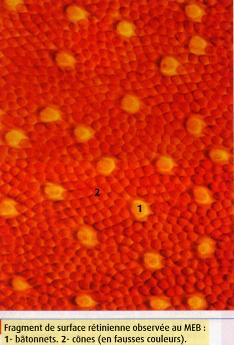 2
1
Fragment de surface rétinienne observée au MEB :
1- bâtonnets. 2- cônes (en fausses couleurs).